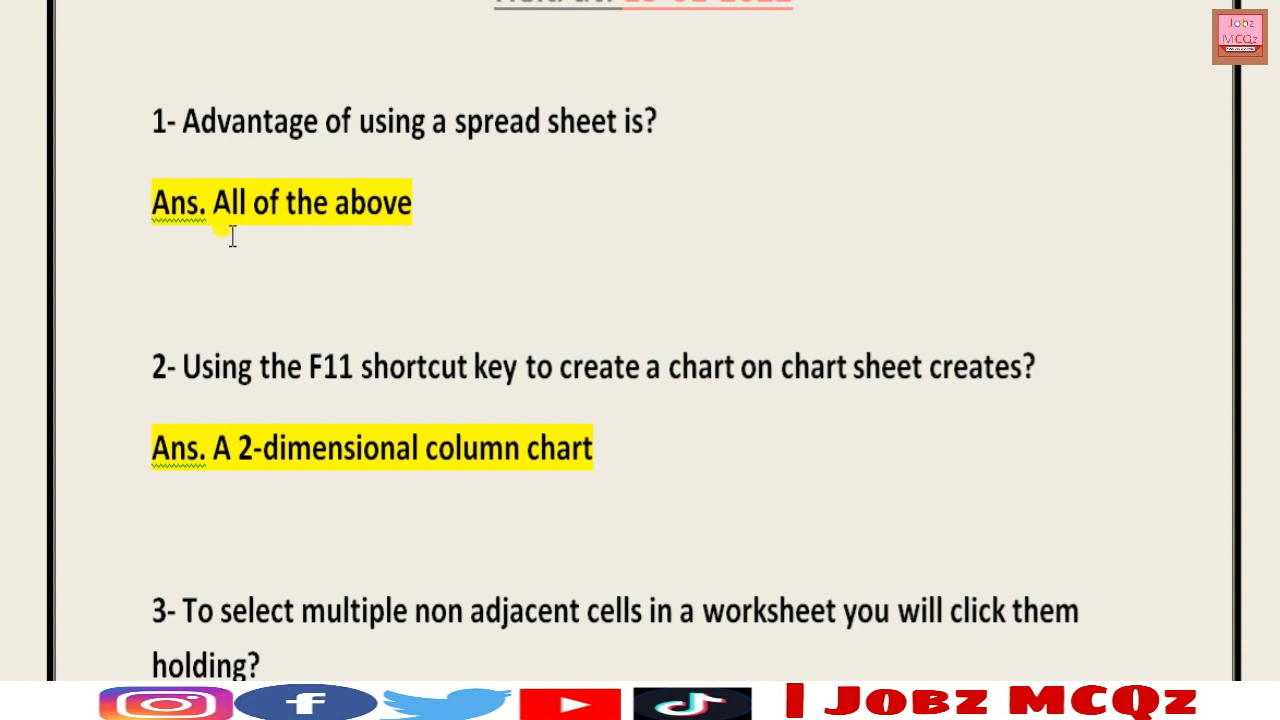 Jobz
MCQz
1- Advantage of using a spread sheet is?
Ans. All of the above
2- Using the F11 shortcut key to create a chart on chart sheet creates?
Ans. A 2-dimensional column chart
3- To select multiple non adjacent cells in a worksheet you will click them
holding?
| Jobz MCQz